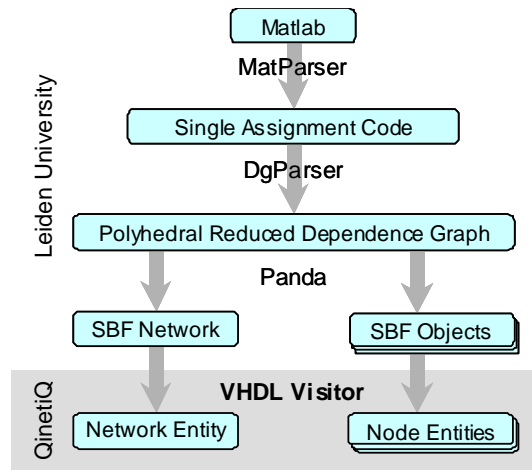 Matlab
MatParser
Single Assignment Code
DgParser
Polyhedral Reduced Dependence Graph
Panda
SBF Network
SBF Objects
VHDL Visitor
Network Entity
Node Entities
Leiden University
QinetiQ